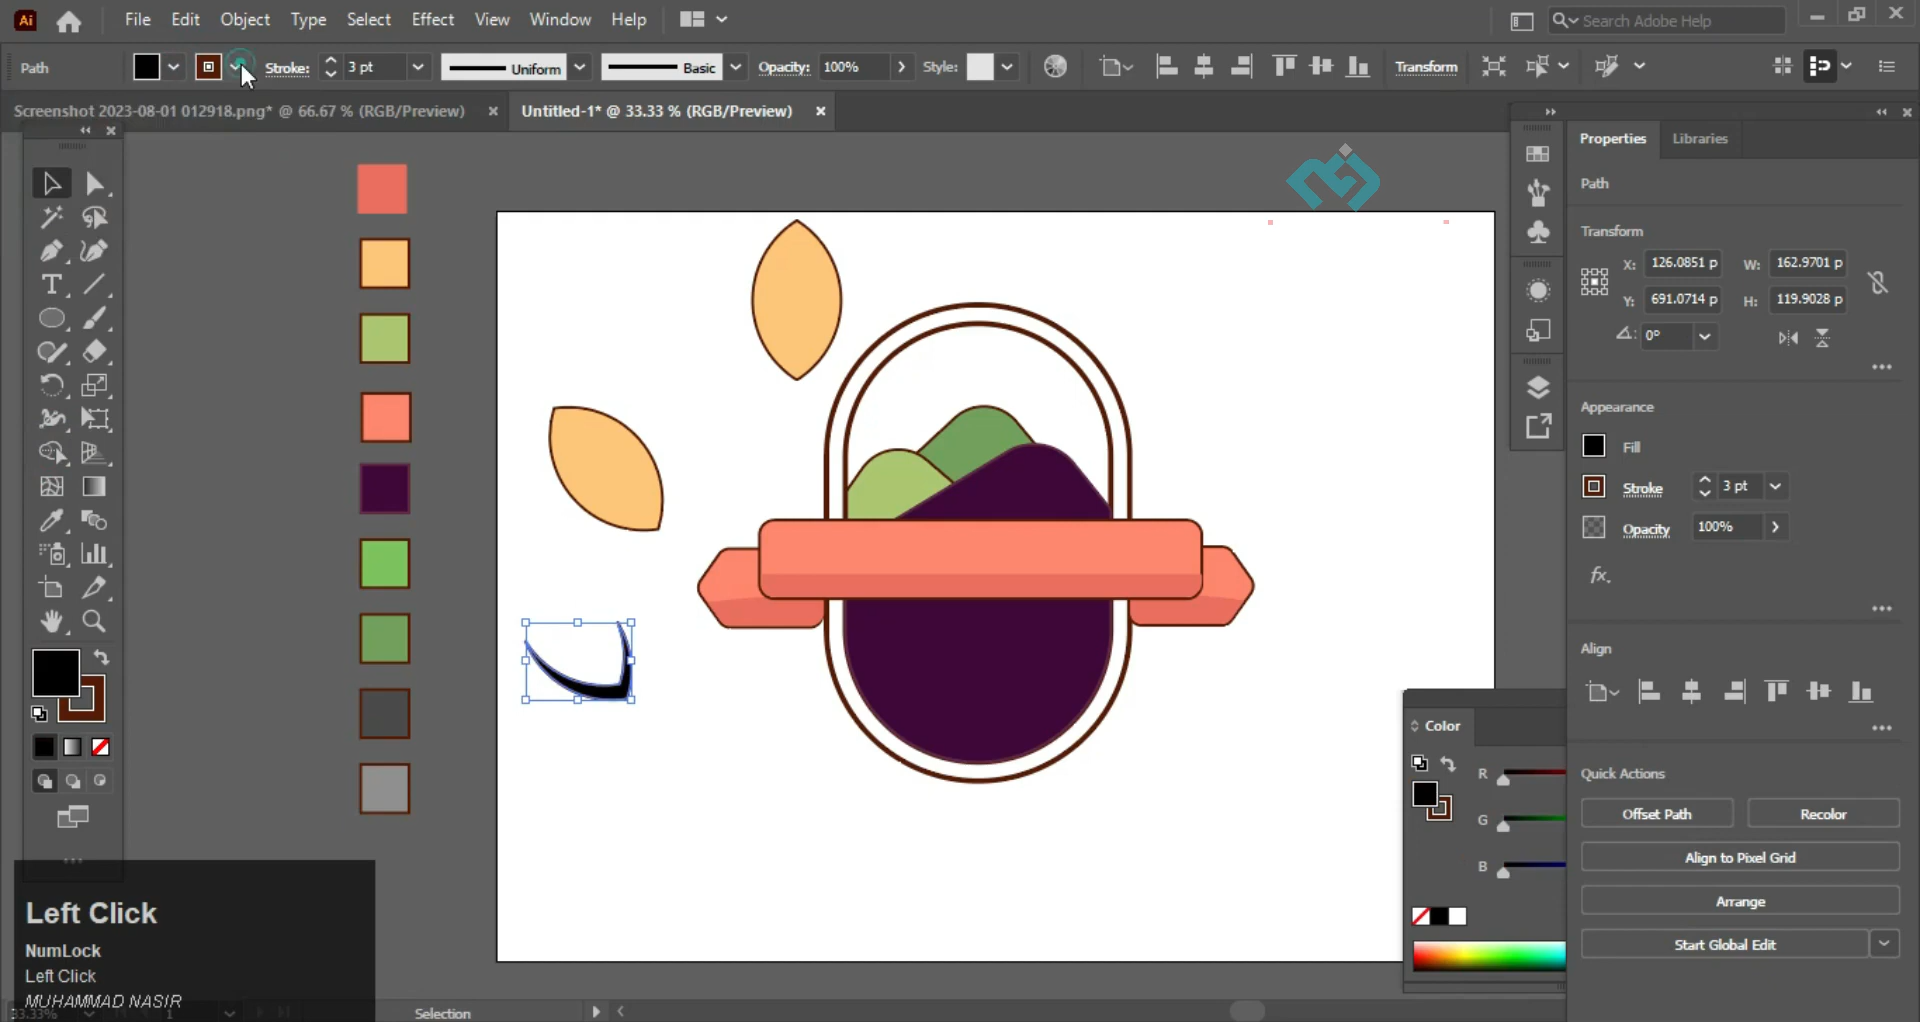 Ai File Edit Object Type Select Effect View Window Help Search Adobe Help
Path Stroke: 3 pt Uniform Basic Opacity: 100% Style: Transform
Screenshot 2023-08-01 012918.png* @ 66.67 % (RGB/Preview) Untitled-1* @ 33.33 % (RGB/Preview)
Properties Libraries
Path
Transform
X: 126.0851 p W: 162.9701 p
Y: 691.0714 p H: 119.9028 p
0°
Appearance
Fill
Stroke 3 pt
Opacity 100%
fx.
Align
Color
R
G
B
Quick Actions
Offset Path Recolor
Align to Pixel Grid
Arrange
Start Global Edit
Left Click
NumLock
Left Click
MUHAMMAD NASIR
33.33% 1 Selection